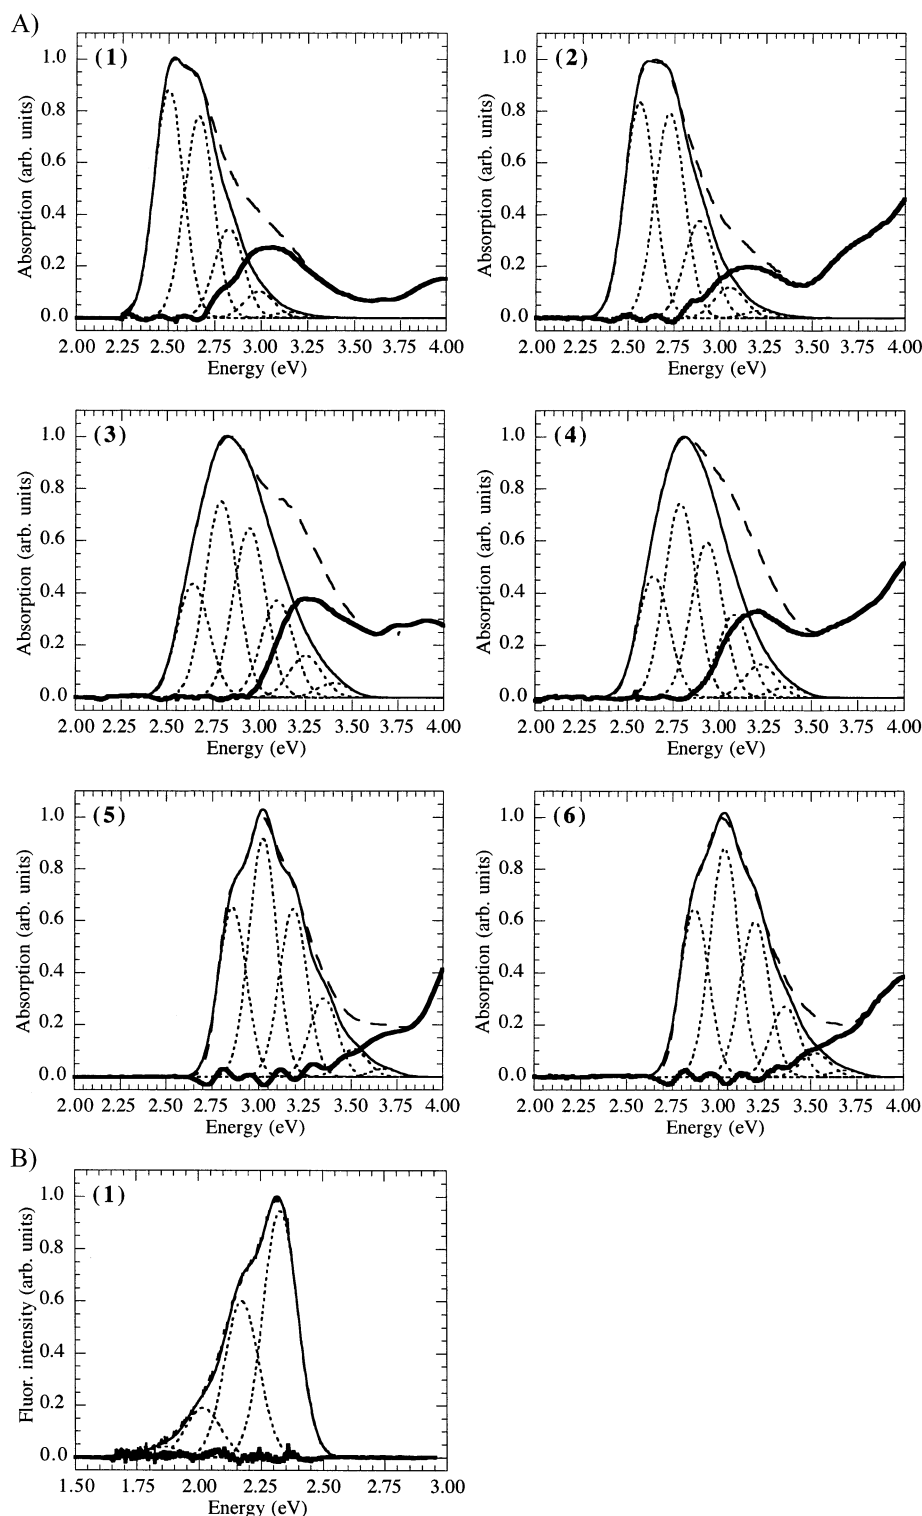 A)
(1)
(2)
1.0
0.8
0.6
0.4
0.2
0.0
Absorption (arb. units)
2.00 2.25 2.50 2.75 3.00 3.25 3.50 3.75 4.00
Energy (eV)
1.0
0.8
0.6
0.4
0.2
0.0
Absorption (arb. units)
2.00 2.25 2.50 2.75 3.00 3.25 3.50 3.75 4.00
Energy (eV)
(3)
(4)
1.0
0.8
0.6
0.4
0.2
0.0
Absorption (arb. units)
2.00 2.25 2.50 2.75 3.00 3.25 3.50 3.75 4.00
Energy (eV)
1.0
0.8
0.6
0.4
0.2
0.0
Absorption (arb. units)
2.00 2.25 2.50 2.75 3.00 3.25 3.50 3.75 4.00
Energy (eV)
(5)
(6)
1.0
0.8
0.6
0.4
0.2
0.0
Absorption (arb. units)
2.00 2.25 2.50 2.75 3.00 3.25 3.50 3.75 4.00
Energy (eV)
1.0
0.8
0.6
0.4
0.2
0.0
Absorption (arb. units)
2.00 2.25 2.50 2.75 3.00 3.25 3.50 3.75 4.00
Energy (eV)
B)
(1)
1.0
0.8
0.6
0.4
0.2
0.0
Fluor. intensity (arb. units)
1.50 1.75 2.00 2.25 2.50 2.75 3.00
Energy (eV)